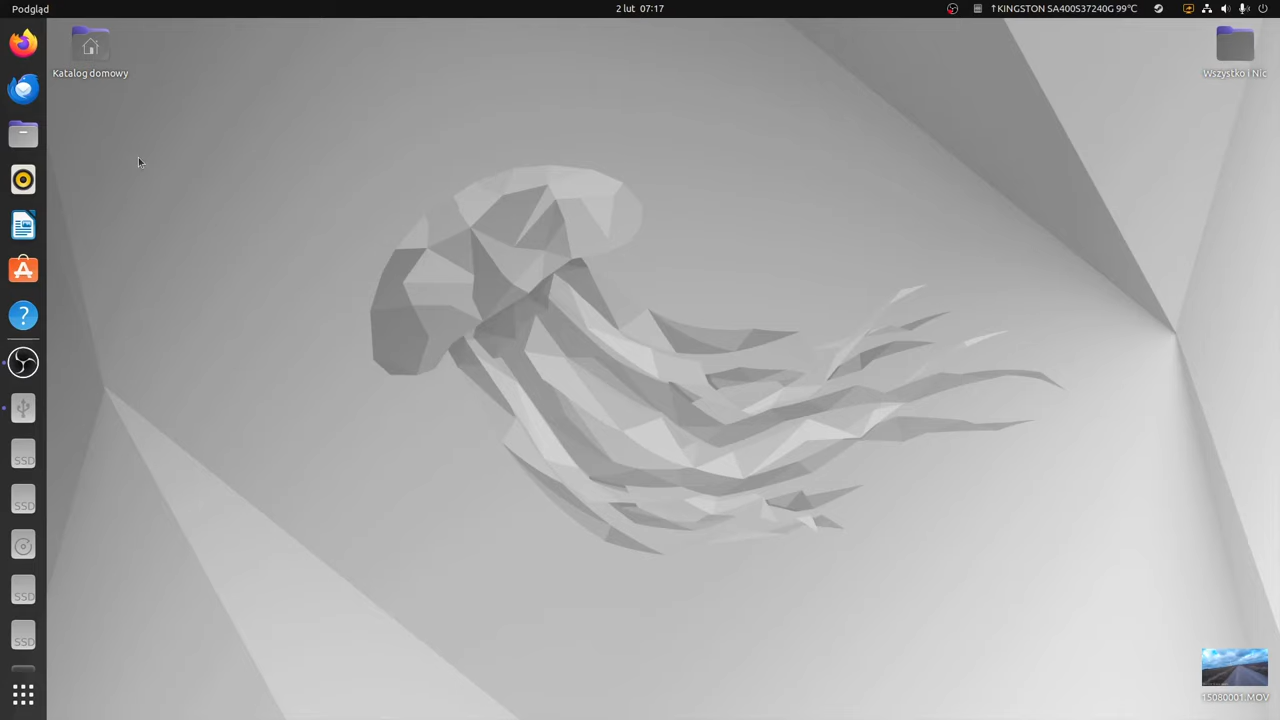 Podgląd
2 lut 07:17
↑KINGSTON SA400S37240G 99°C
Katalog domowy
Wszystko i Nic
?
SSD
SSD
SSD
SSD
15080001.MOV